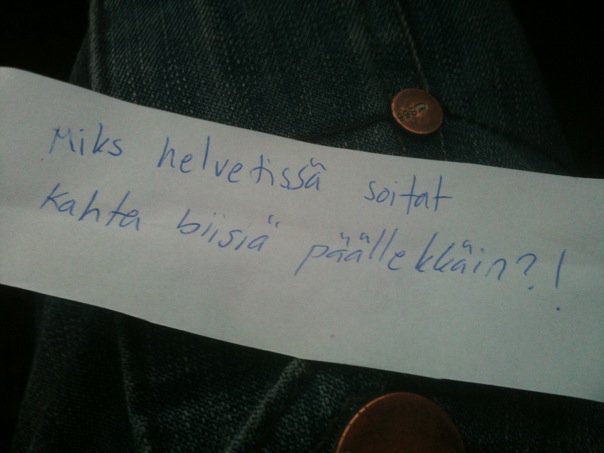 Miks helvetissä soitat
kahta biisiä päällekkäin?!